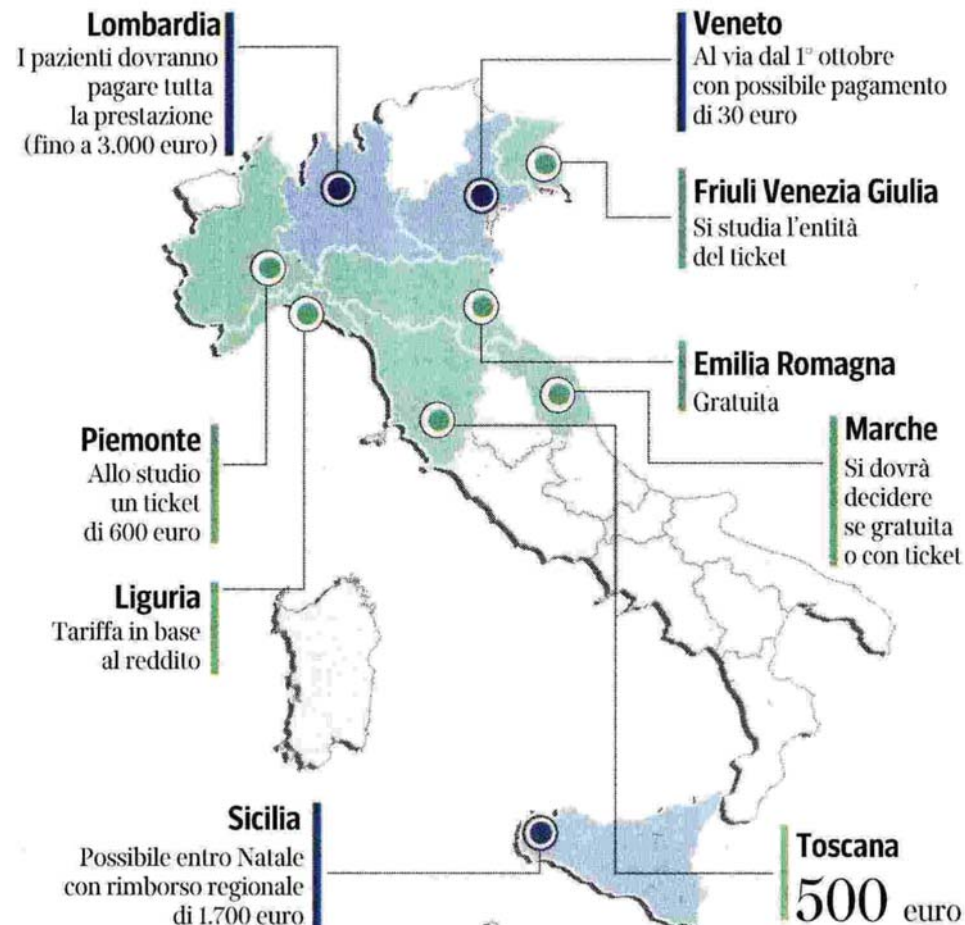 Lombardia
I pazienti dovranno
pagare tutta
la prestazione
(fino a 3.000 euro)
Veneto
Al via dal 1° ottobre
con possibile pagamento
di 30 euro
Friuli Venezia Giulia
Si studia l'entità
del ticket
Emilia Romagna
Gratuita
Marche
Si dovrà
decidere
se gratuita
o con ticket
Piemonte
Allo studio
un ticket
di 600 euro
Liguria
Tariffa in base
al reddito
Sicilia
Possibile entro Natale
con rimborso regionale
di 1.700 euro
Toscana
500 euro